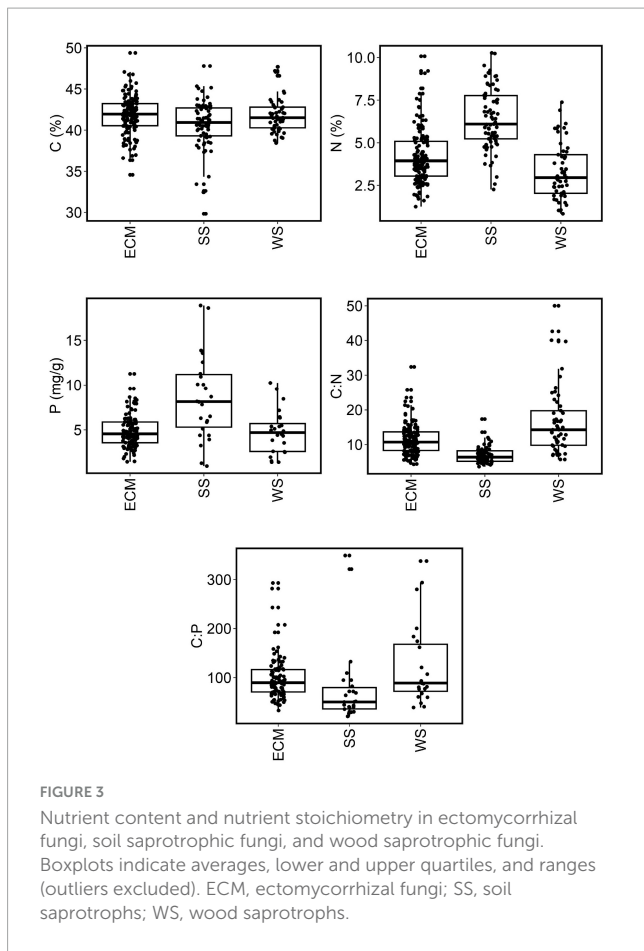 50
45
40
35
30
C (%)
ECM
SS
WS
10.0
7.5
5.0
2.5
N (%)
ECM
SS
WS
15
10
5
P (mg/g)
ECM
SS
WS
50
40
30
20
10
C:N
ECM
SS
WS
300
200
100
C:P
ECM
SS
WS
FIGURE 3
Nutrient content and nutrient stoichiometry in ectomycorrhizal
fungi, soil saprotrophic fungi, and wood saprotrophic fungi.
Boxplots indicate averages, lower and upper quartiles, and ranges
(outliers excluded). ECM, ectomycorrhizal fungi; SS, soil
saprotrophs; WS, wood saprotrophs.